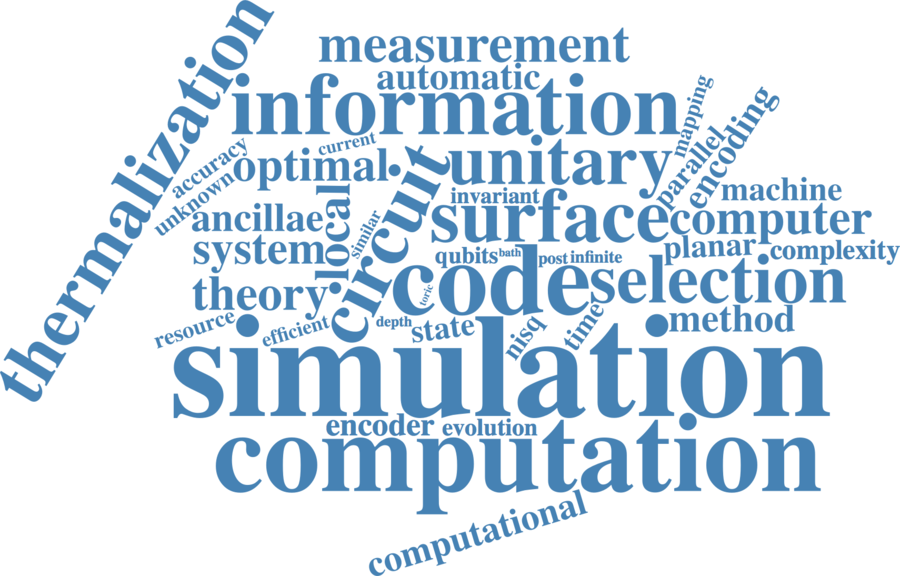 thermalization
measurement
automatic
information
mapping
encoding
parallel
current
accuracy
optimal
unitary
unknown
circuit
invariant
machine
ancillae
local
similar
surface
computer
system
qubits
bath
post
infinite
planar
complexity
theory
code
toric
selection
resource
efficient
depth
state
nisq
time
method
simulation
encoder
evolution
computation
computational